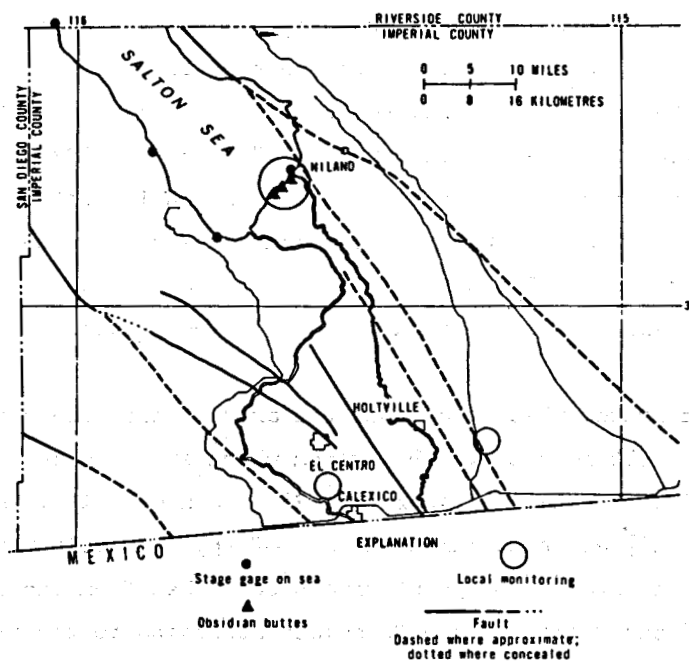 116
RIVERSIDE COUNTY
IMPERIAL COUNTY
115
0 5 10 MILES
0 8 16 KILOMETRES
SALTON SEA
SAN DIEGO COUNTY
IMPERIAL COUNTY
NILAND
3
HOLTVILLE
EL CENTRO
CALEXICO
MEXICO
EXPLANATION
Stage gage on sea
Local monitoring
Obsidian buttes
Fault
Dashed where approximate;
dotted where concealed